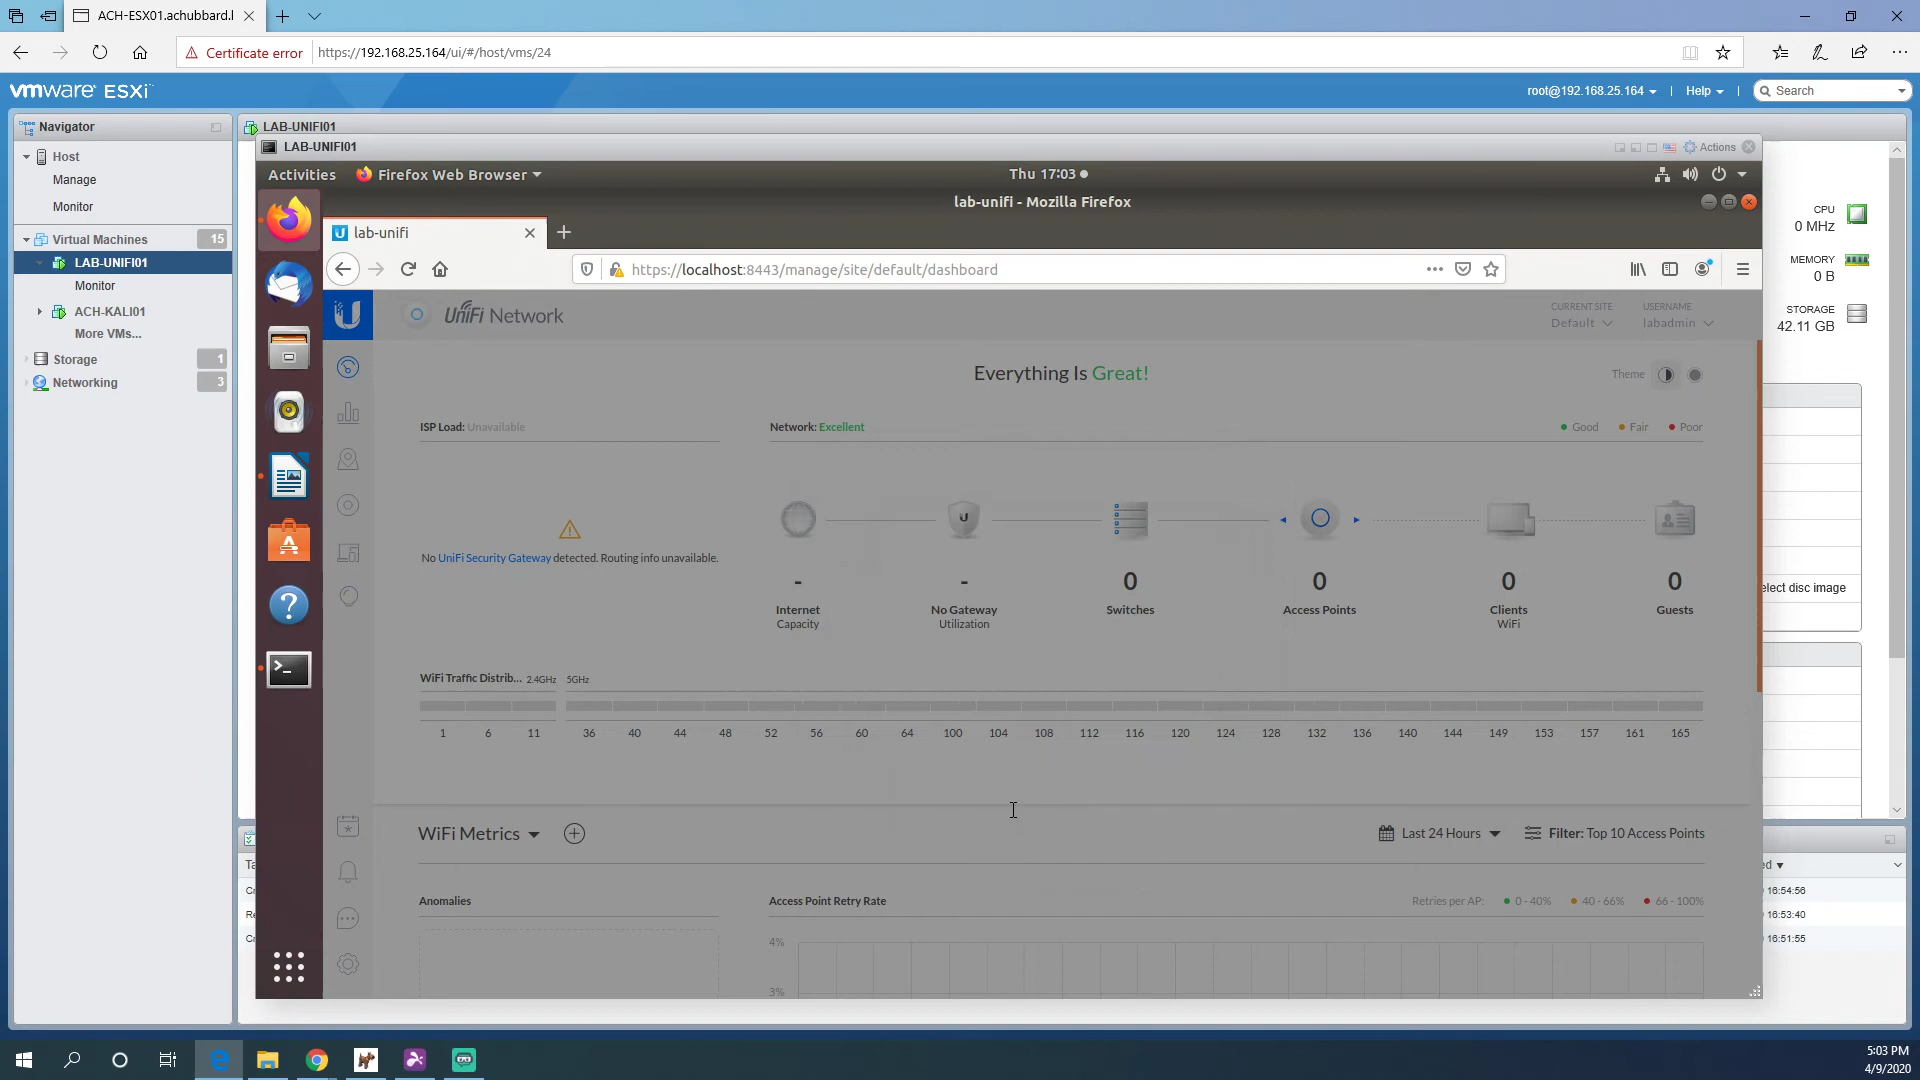 ACH-ESX01.achubbard.l
Certificate error
https://192.168.25.164/ui/#/host/vms/24
vmware ESXi
root@192.168.25.164
Help
Search
Navigator
Host
Manage
Monitor
Virtual Machines 15
LAB-UNIFI01
Monitor
ACH-KALI01
More VMs...
Storage 1
Networking 3
LAB-UNIFI01
LAB-UNIFI01
Actions
Activities
Firefox Web Browser
Thu 17:03
lab-unifi - Mozilla Firefox
lab-unifi
https://localhost:8443/manage/site/default/dashboard
UniFi Network
CURRENT SITE
Default
USERNAME
labadmin
Everything Is Great!
Theme
ISP Load: Unavailable
Network: Excellent
Good Fair Poor
No UniFi Security Gateway detected. Routing info unavailable.
U
- - 0 0 0 0
Internet No Gateway Switches Access Points Clients Guests
Capacity Utilization WiFi
WiFi Traffic Distrib... 2.4GHz 5GHz
1 6 11 36 40 44 48 52 56 60 64 100 104 108 112 116 120 124 128 132 136 140 144 149 153 157 161 165
WiFi Metrics
Last 24 Hours
Filter: Top 10 Access Points
Anomalies
Access Point Retry Rate
Retries per AP: 0 - 40% 40 - 66% 66 - 100%
4%
3%
CPU
0 MHz
MEMORY
0 B
STORAGE
42.11 GB
elect disc image
Ta
ed
Cr
16:54:56
Re
16:53:40
Cr
16:51:55
5:03 PM
4/9/2020